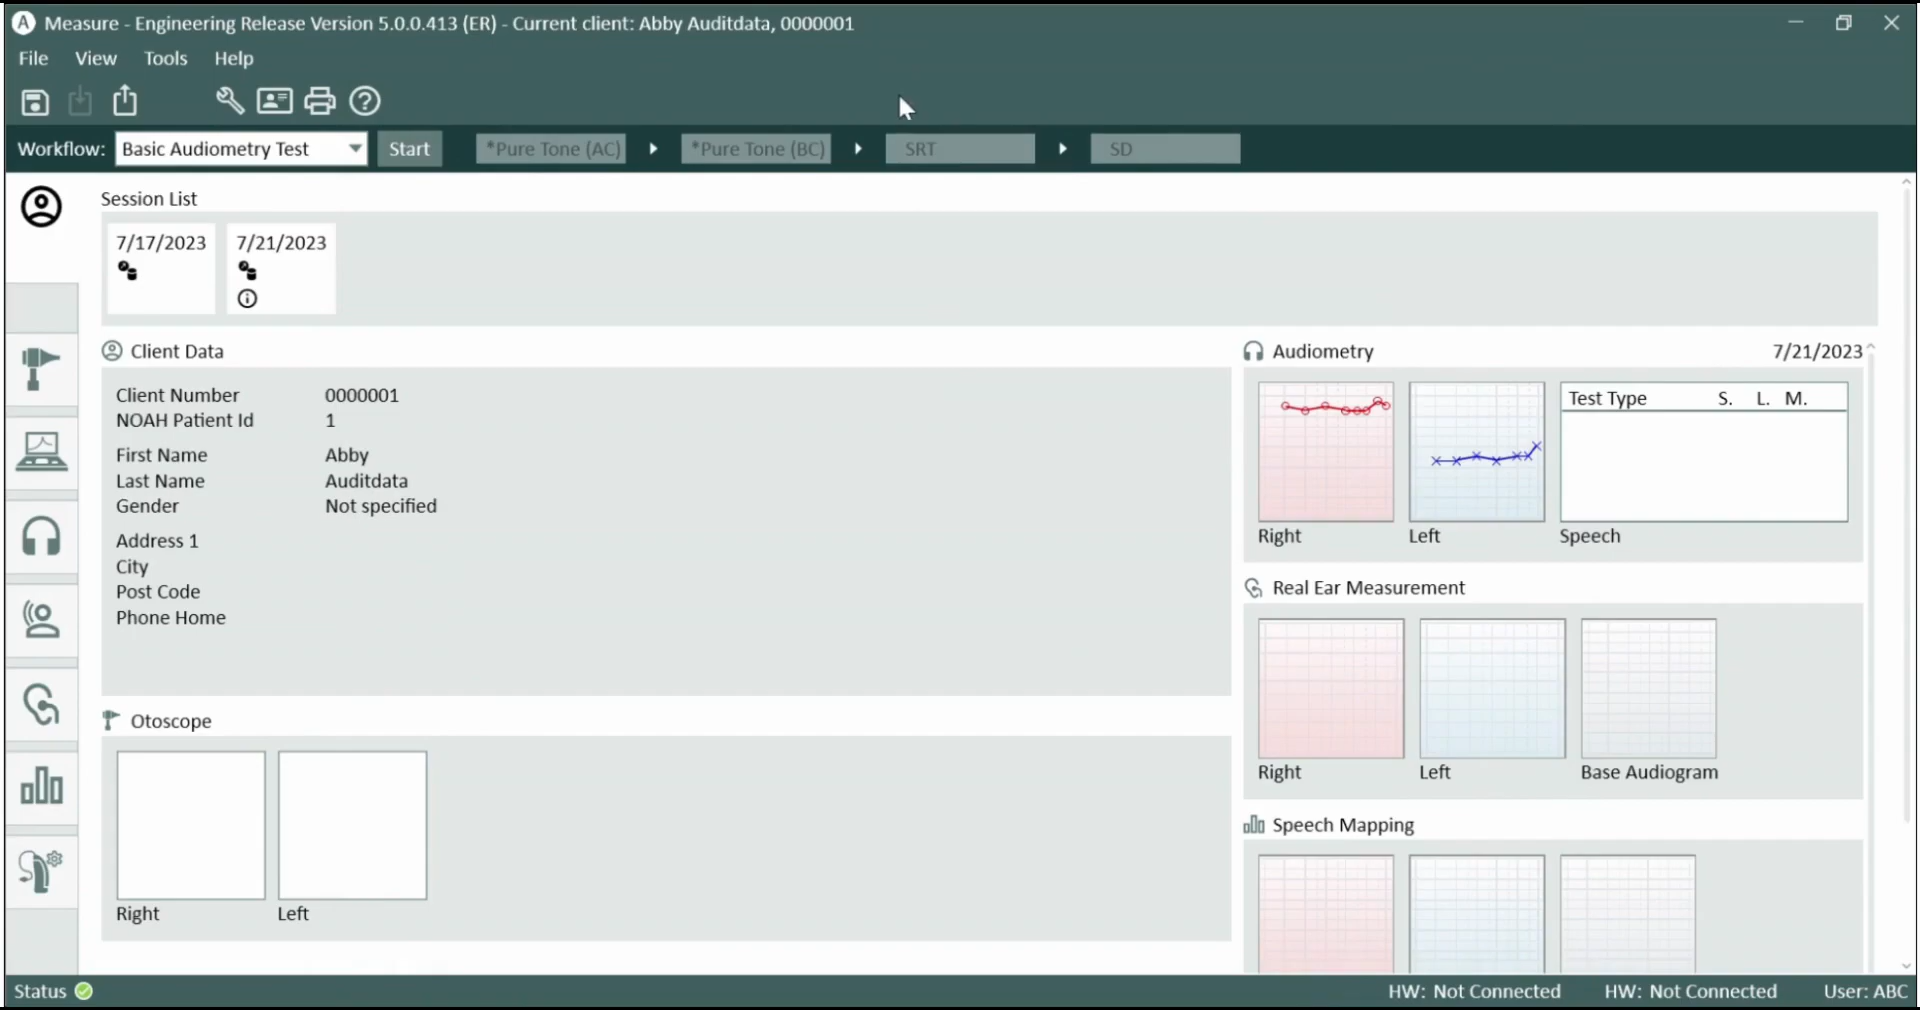 Measure - Engineering Release Version 5.0.0.413 (ER) - Current client: Abby Auditdata, 0000001
File View Tools Help
Workflow: Basic Audiometry Test Start *Pure Tone (AC) *Pure Tone (BC) SRT SD
Session List
7/17/2023 7/21/2023
Client Data
Client Number 0000001
NOAH Patient Id 1
First Name Abby
Last Name Auditdata
Gender Not specified
Address 1
City
Post Code
Phone Home
Otoscope
Right Left
Audiometry 7/21/2023
Test Type S. L. M.
Right Left Speech
Real Ear Measurement
Right Left Base Audiogram
Speech Mapping
Status HW: Not Connected HW: Not Connected User: ABC